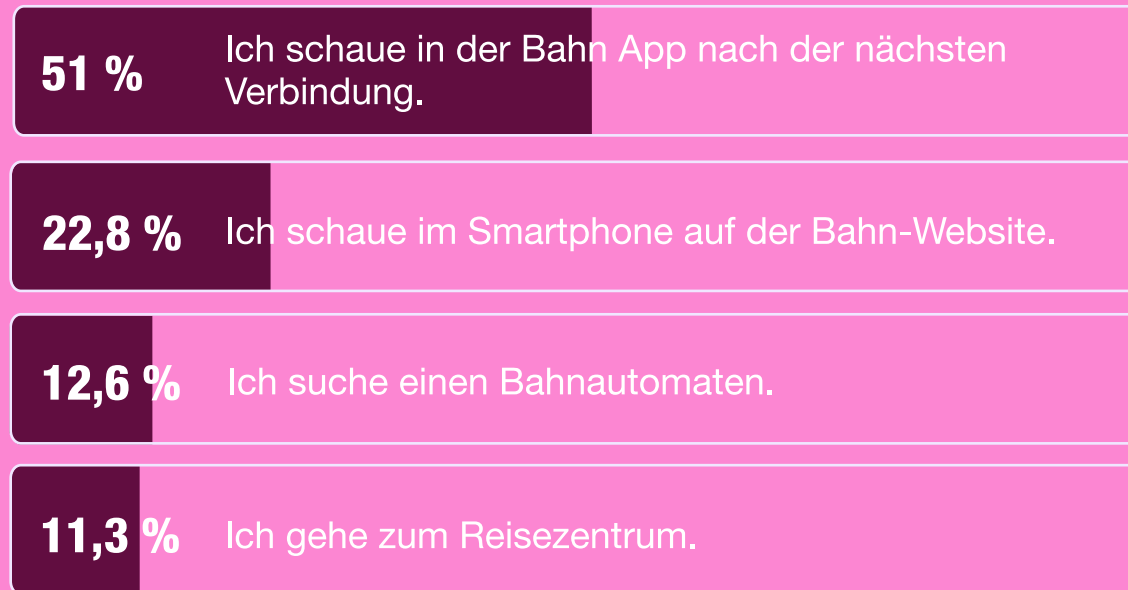 51 %
Ich schaue in der Bahn App nach der nächsten
Verbindung.
22,8 % Ich schaue im Smartphone auf der Bahn-Website.
12,6 % Ich suche einen Bahnautomaten.
11,3 % Ich gehe zum Reisezentrum.